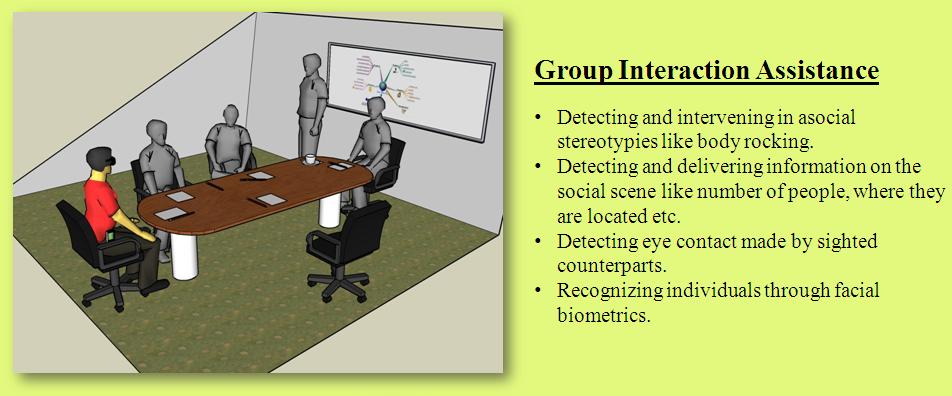 Group Interaction Assistance
• Detecting and intervening in asocial
stereotypies like body rocking.
• Detecting and delivering information on the
social scene like number of people, where they
are located etc.
• Detecting eye contact made by sighted
counterparts.
• Recognizing individuals through facial
biometrics.